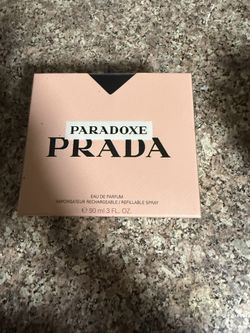 PARADOXE
PRADA
EAU DE PARFUM
VAPORISATEUR RECHARGEABLE / REFILLABLE SPRAY
℮ 90 ml 3 FL. OZ.